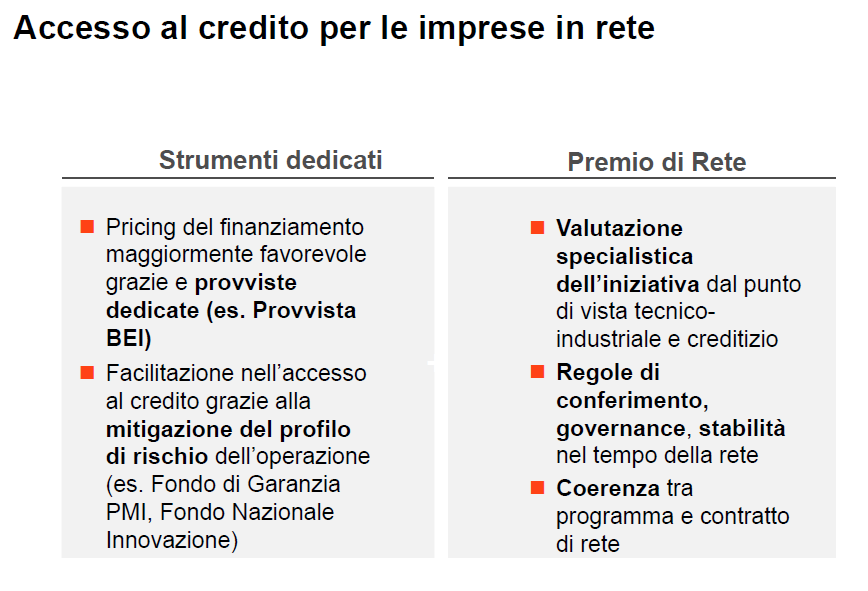 Accesso al credito per le imprese in rete
Strumenti dedicati
Pricing del finanziamento
maggiormente favorevole
grazie e provviste
dedicate (es. Provvista
BEI)
Facilitazione nell'accesso
al credito grazie alla
mitigazione del profilo
di rischio dell'operazione
(es. Fondo di Garanzia
PMI, Fondo Nazionale
Innovazione)
Premio di Rete
Valutazione
specialistica
dell'iniziativa dal punto
di vista tecnico-
industriale e creditizio
Regole di
conferimento,
governance, stabilità
nel tempo della rete
Coerenza tra
programma e contratto
di rete